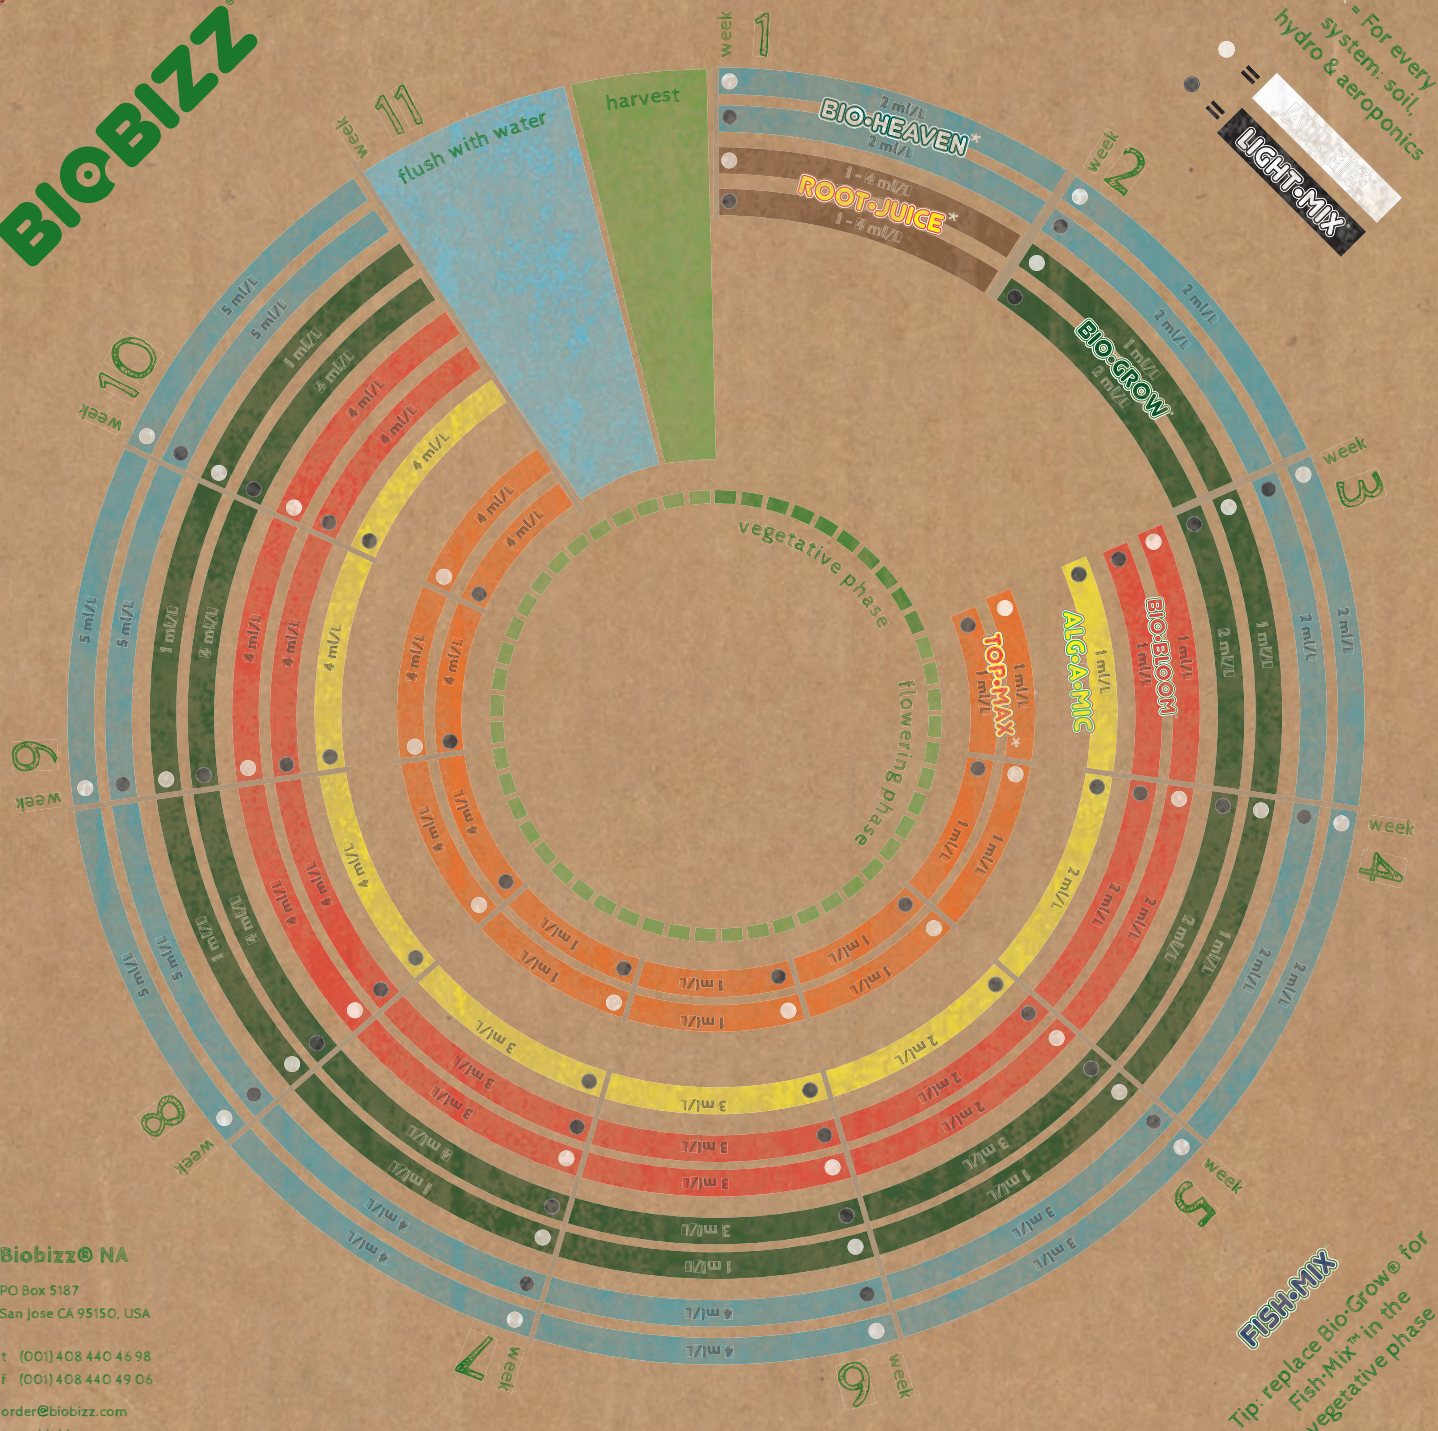 BIOBIZZ®
week 1
2 ml/L
BIO·HEAVEN*
2 ml/L
1 - 4 ml/L
ROOT·JUICE*
1 - 4 ml/L
week 2
2 ml/L
2 ml/L
1 ml/L
BIO·GROW
2 ml/L
week 3
2 ml/L
2 ml/L
1 ml/L
2 ml/L
1 ml/L
BIO·BLOOM
1 ml/L
1 ml/L
ALG·A·MIC
1 ml/L
TOP·MAX*
1 ml/L
week 4
2 ml/L
2 ml/L
1 ml/L
2 ml/L
2 ml/L
2 ml/L
2 ml/L
1 ml/L
1 ml/L
week 5
3 ml/L
3 ml/L
1 ml/L
3 ml/L
2 ml/L
2 ml/L
2 ml/L
1 ml/L
1 ml/L
week 6
4 ml/L
4 ml/L
1 ml/L
3 ml/L
3 ml/L
3 ml/L
3 ml/L
1 ml/L
1 ml/L
week 7
4 ml/L
4 ml/L
1 ml/L
4 ml/L
3 ml/L
3 ml/L
3 ml/L
1 ml/L
1 ml/L
week 8
5 ml/L
5 ml/L
1 ml/L
4 ml/L
4 ml/L
4 ml/L
4 ml/L
4 ml/L
4 ml/L
week 9
5 ml/L
5 ml/L
1 ml/L
4 ml/L
4 ml/L
4 ml/L
4 ml/L
4 ml/L
4 ml/L
week 10
5 ml/L
5 ml/L
1 ml/L
4 ml/L
4 ml/L
4 ml/L
4 ml/L
4 ml/L
4 ml/L
week 11
flush with water
harvest
vegetative phase
flowering phase
* = For every
system: soil,
hydro & aeroponics
=
= LIGHT·MIX
FISH·MIX
Tip: replace Bio·Grow® for
Fish·Mix™ in the
vegetative phase
Biobizz® NA
PO Box 5187
San Jose CA 95150, USA
t (001) 408 440 46 98
f (001) 408 440 49 06
order@biobizz.com